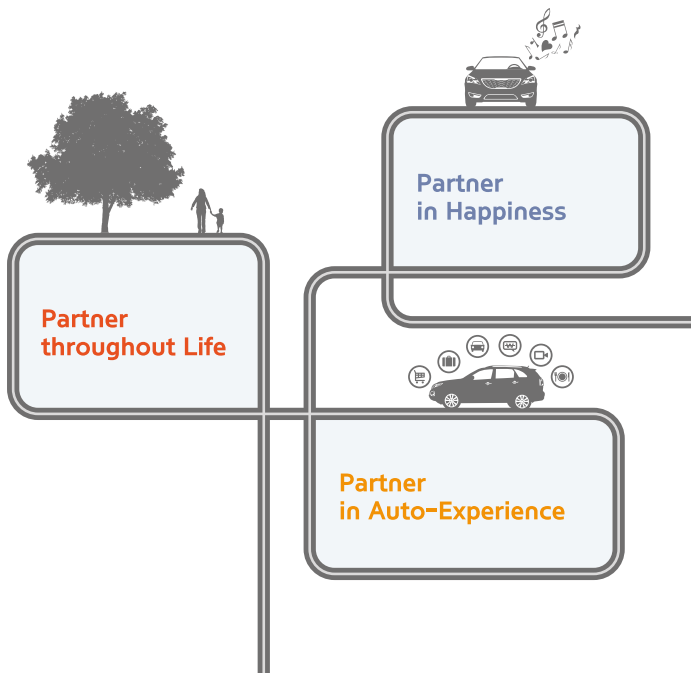 Partner
in Happiness
Partner
throughout Life
Partner
in Auto-Experience